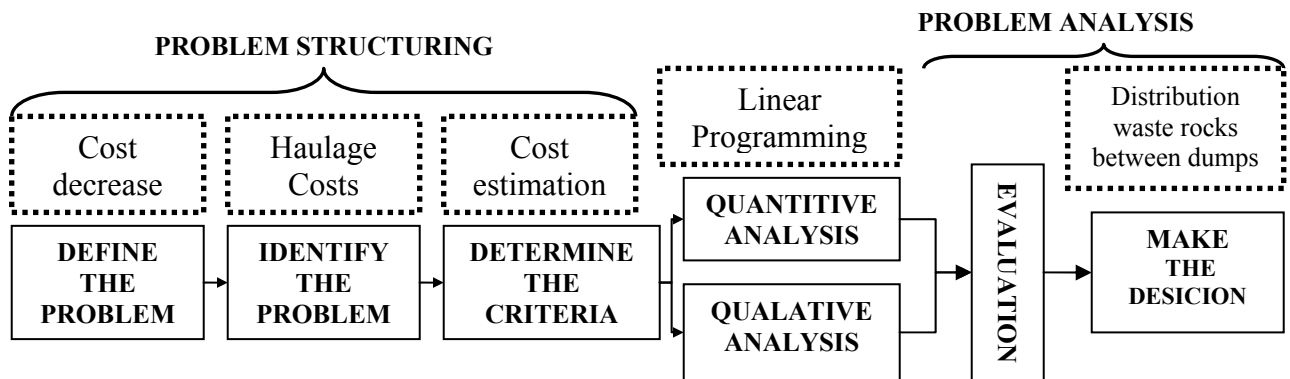 PROBLEM STRUCTURING
PROBLEM ANALYSIS
Cost
decrease
Haulage
Costs
Cost
estimation
Linear
Programming
Distribution
waste rocks
between dumps
DEFINE
THE
PROBLEM
IDENTIFY
THE
PROBLEM
DETERMINE
THE
CRITERIA
QUANTITIVE
ANALYSIS
QUALATIVE
ANALYSIS
EVALUATION
MAKE
THE
DESICION